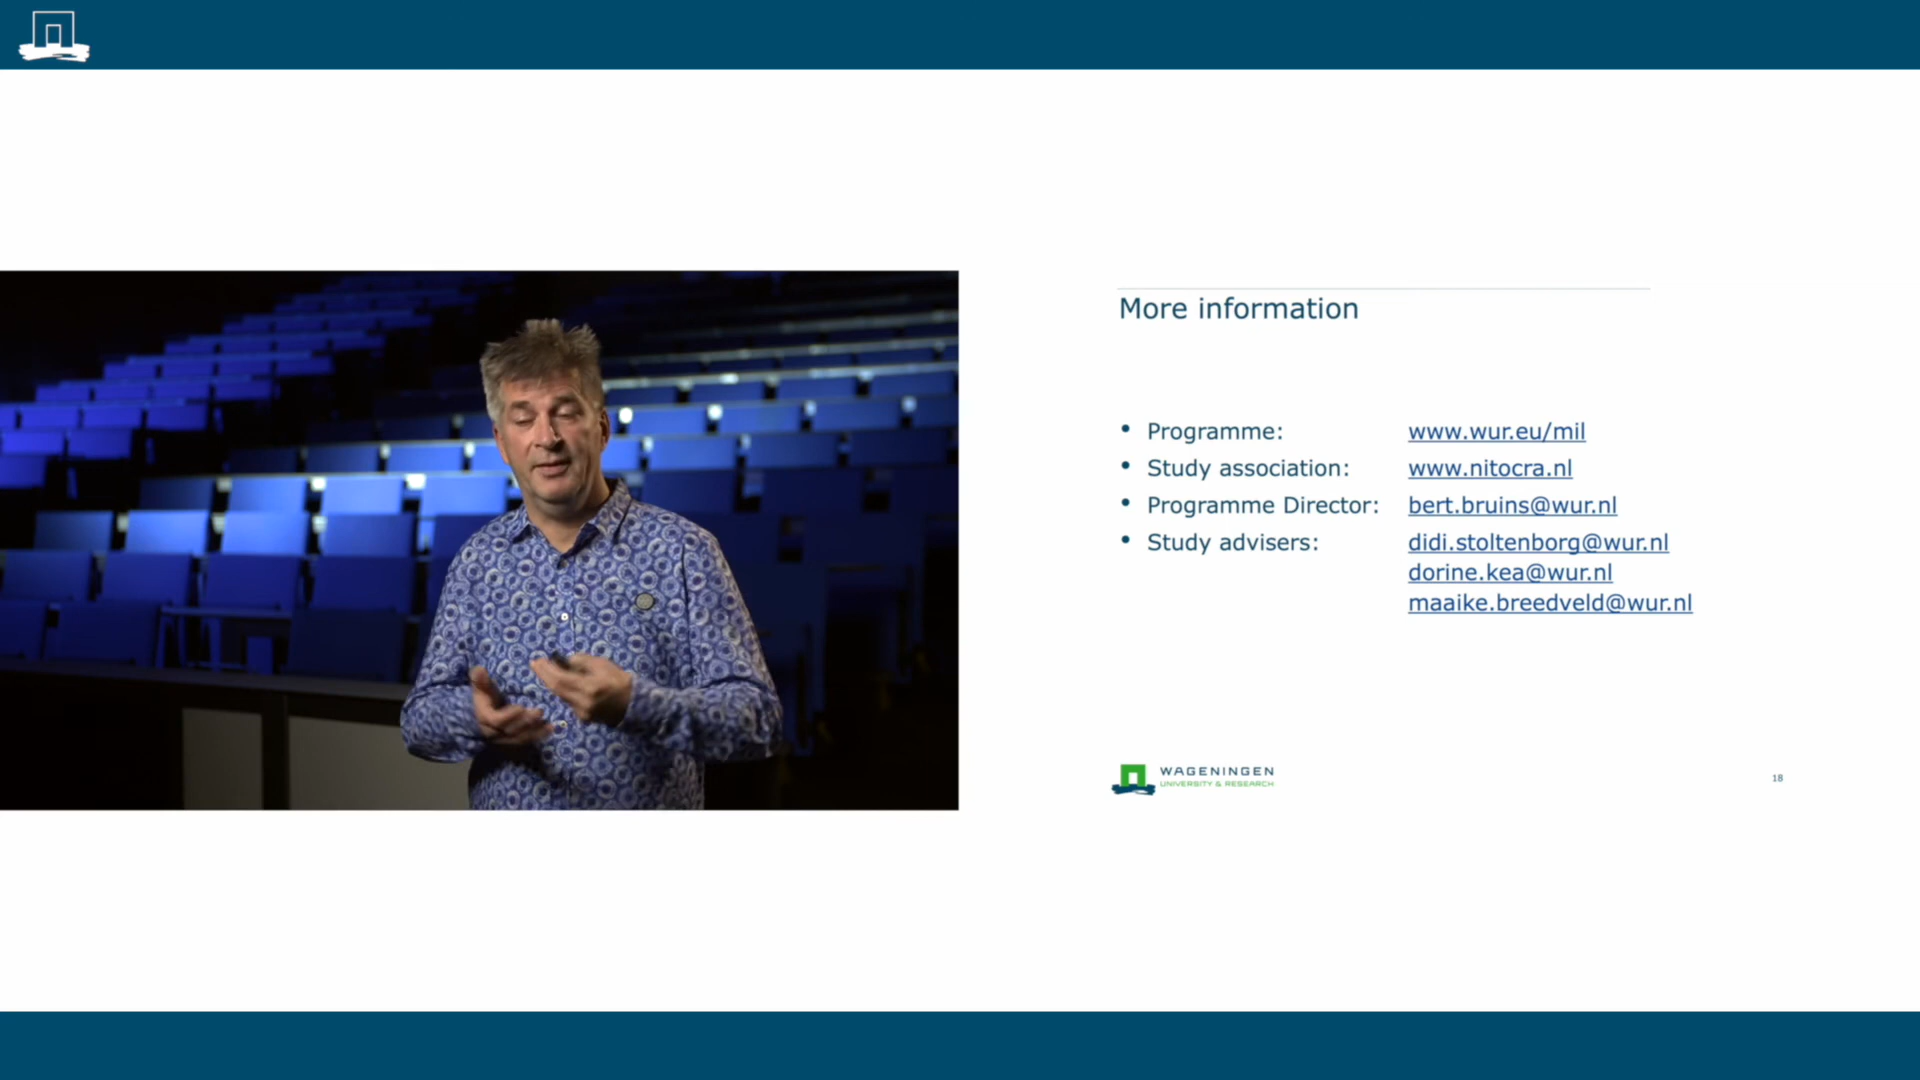 More information
• Programme: www.wur.eu/mil
• Study association: www.nitocra.nl
• Programme Director: bert.bruins@wur.nl
• Study advisers: didi.stoltenborg@wur.nl
dorine.kea@wur.nl
maaike.breedveld@wur.nl
WAGENINGEN
UNIVERSITY & RESEARCH
18